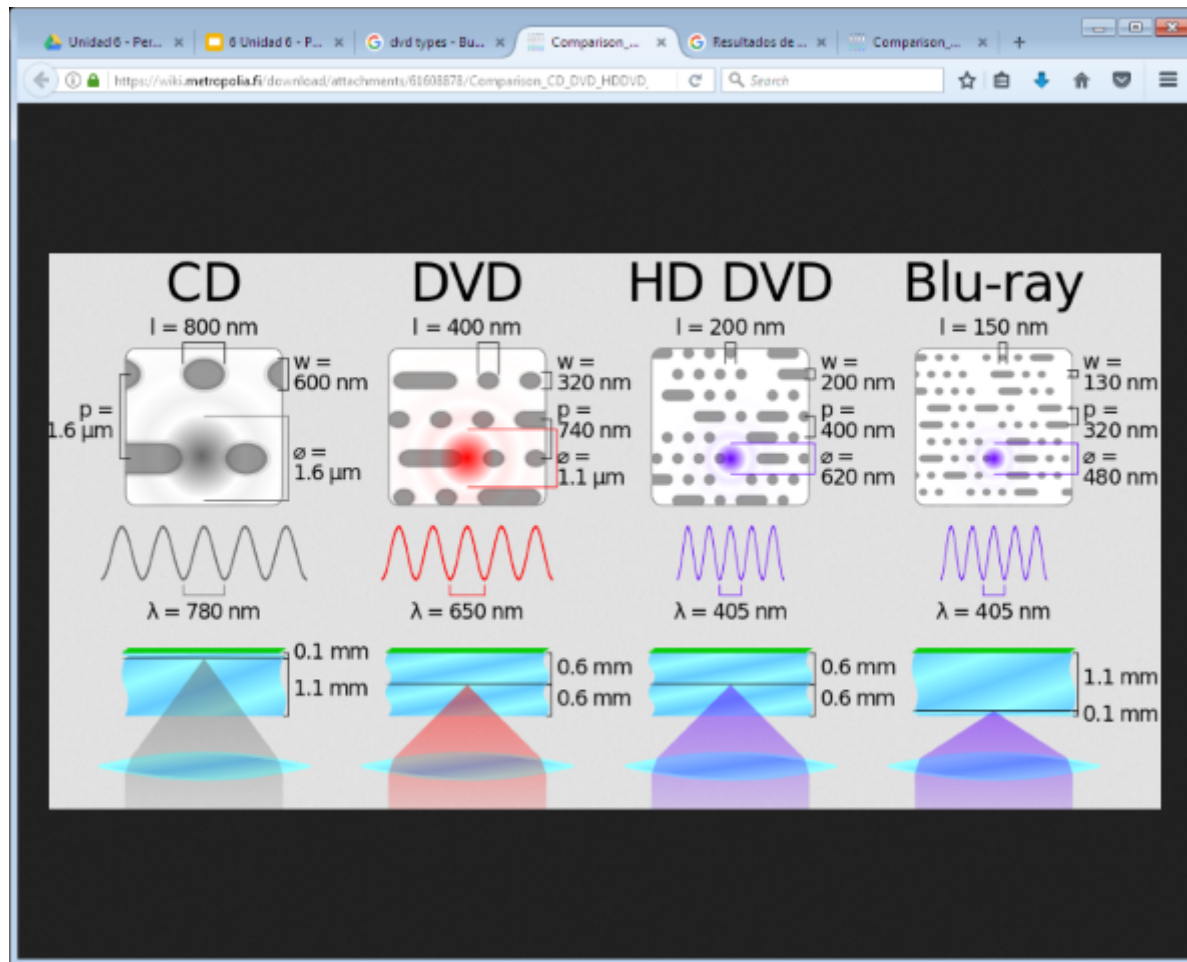 Unidad 6 - Per...
6 Unidad 6 - P...
dvd types - Bu...
Comparison_...
Resultados de ...
Comparison_...
https://wiki.metropolia.fi/download/attachments/61603878/Comparison_CD_DVD_HDDVD_
Search
CD
DVD
HD DVD
Blu-ray
l = 800 nm
l = 400 nm
l = 200 nm
l = 150 nm
w =
600 nm
p =
1.6 µm
ø =
1.6 µm
w =
320 nm
p =
740 nm
ø =
1.1 µm
w =
200 nm
p =
400 nm
ø =
620 nm
w =
130 nm
p =
320 nm
ø =
480 nm
λ = 780 nm
λ = 650 nm
λ = 405 nm
λ = 405 nm
0.1 mm
1.1 mm
0.6 mm
0.6 mm
0.6 mm
0.6 mm
1.1 mm
0.1 mm